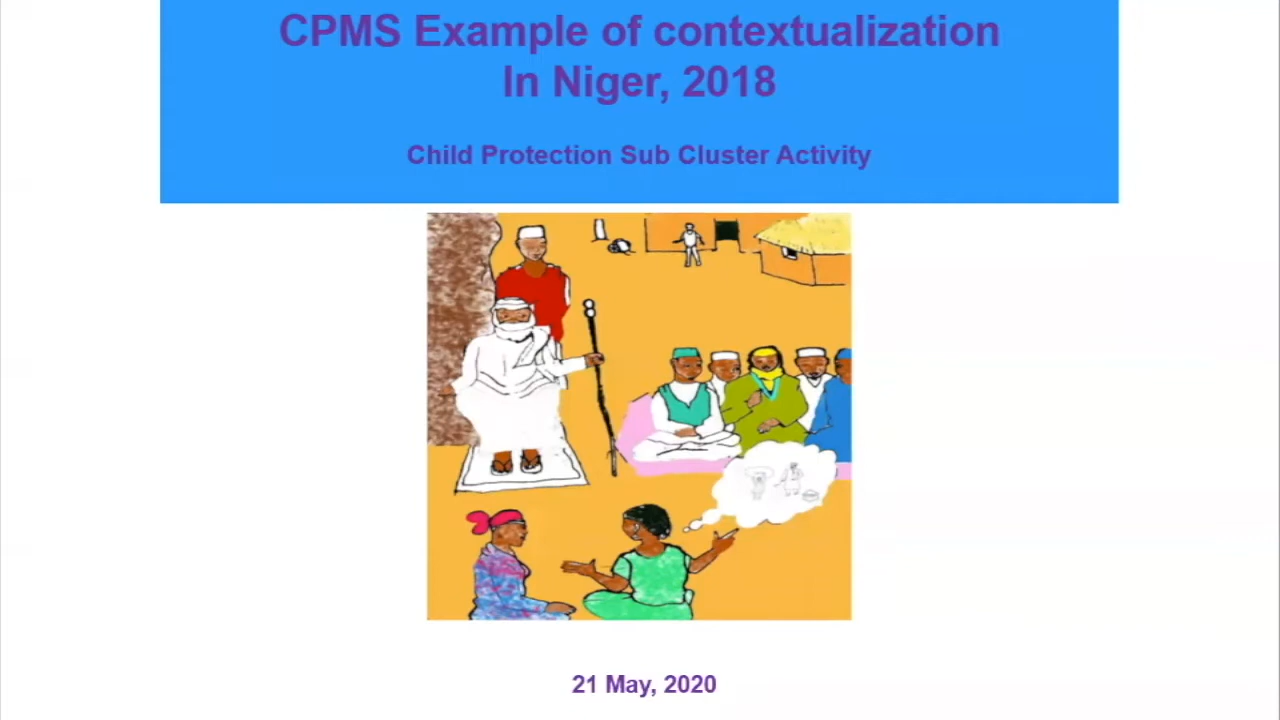 CPMS Example of contextualization
In Niger, 2018
Child Protection Sub Cluster Activity
21 May, 2020